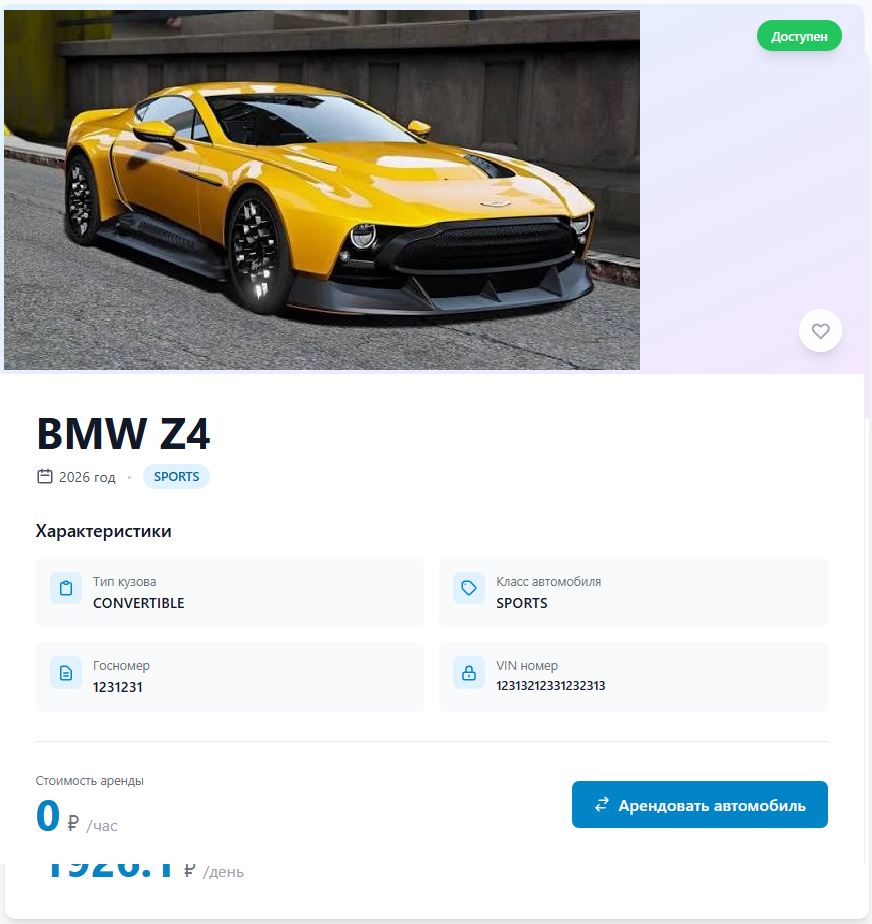 Доступен
BMW Z4
2026 год • SPORTS
Характеристики
Тип кузова
CONVERTIBLE
Класс автомобиля
SPORTS
Госномер
1231231
VIN номер
12313212331232313
Стоимость аренды
0 ₽ /час
Арендовать автомобиль
1926.1 ₽ /день